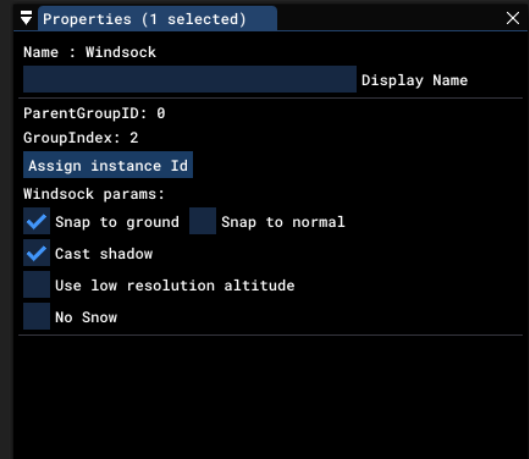 Properties (1 selected)
Name : Windsock
Display Name
ParentGroupID: 0
GroupIndex: 2
Assign instance Id
Windsock params:
Snap to ground Snap to normal
Cast shadow
Use low resolution altitude
No Snow